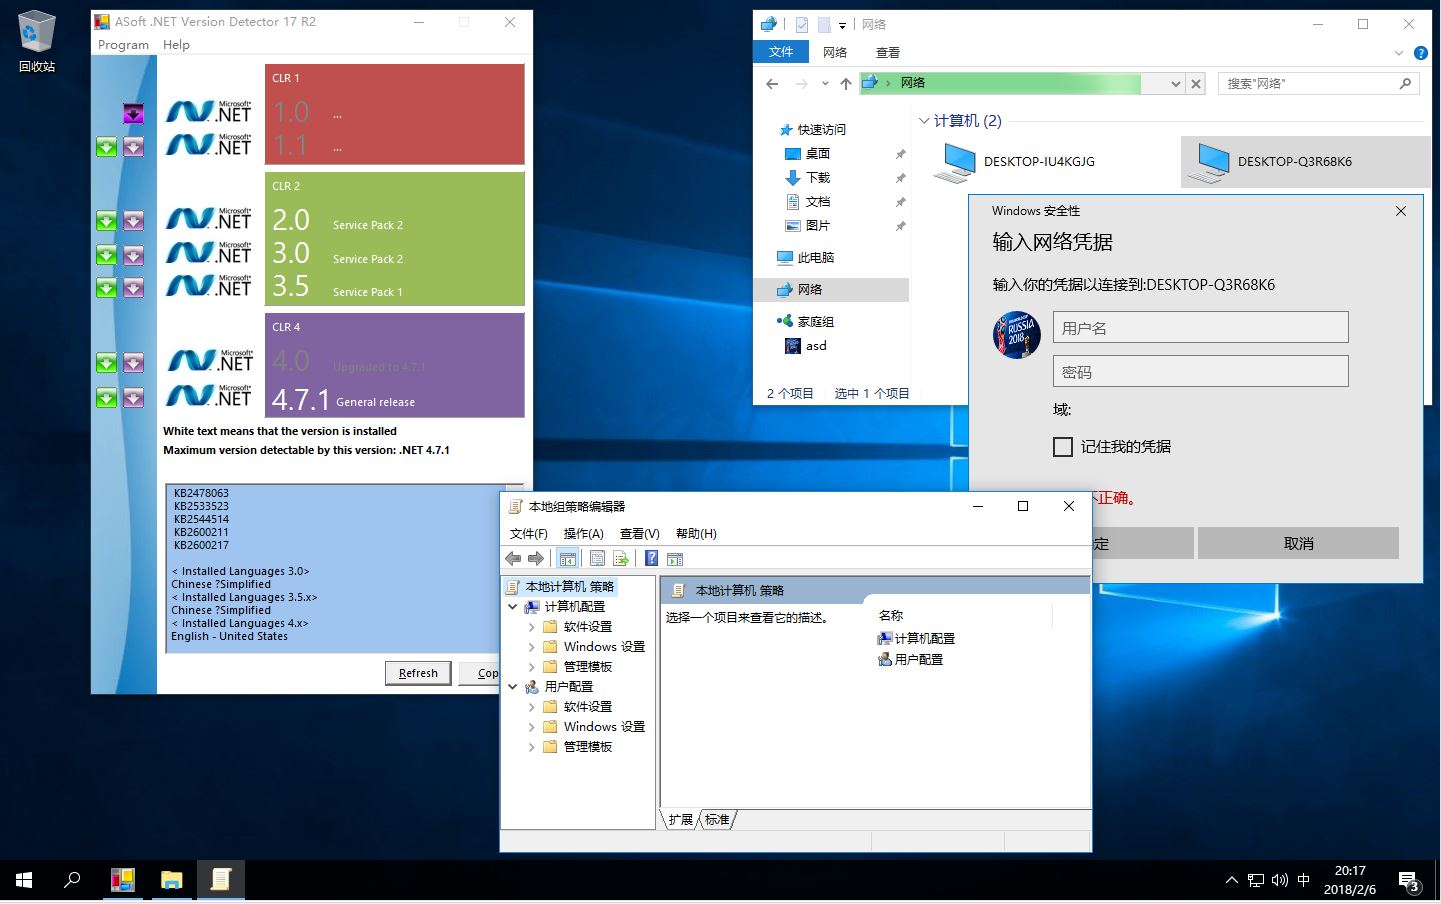 回收站
ASoft .NET Version Detector 17 R2
Program Help
CLR 1
Microsoft .NET 1.0 ...
Microsoft .NET 1.1 ...
CLR 2
Microsoft .NET 2.0 Service Pack 2
Microsoft .NET 3.0 Service Pack 2
Microsoft .NET 3.5 Service Pack 1
CLR 4
Microsoft .NET 4.0 Upgraded to 4.7.1
Microsoft .NET 4.7.1 General release
White text means that the version is installed
Maximum version detectable by this version: .NET 4.7.1
KB2478063
KB2533523
KB2544514
KB2600211
KB2600217
< Installed Languages 3.0>
Chinese ?Simplified
< Installed Languages 3.5.x>
Chinese ?Simplified
< Installed Languages 4.x>
English - United States
Refresh Cop
网络
文件 网络 查看
网络
搜索"网络"
快速访问
桌面
下载
文档
图片
此电脑
网络
家庭组
asd
计算机 (2)
DESKTOP-IU4KGJG
DESKTOP-Q3R68K6
2 个项目 选中 1 个项目
Windows 安全性
输入网络凭据
输入你的凭据以连接到:DESKTOP-Q3R68K6
RUSSIA
2018
用户名
密码
域:
记住我的凭据
不正确。
定 取消
本地组策略编辑器
文件(F) 操作(A) 查看(V) 帮助(H)
本地计算机 策略
计算机配置
软件设置
Windows 设置
管理模板
用户配置
软件设置
Windows 设置
管理模板
本地计算机 策略
选择一个项目来查看它的描述。
名称
计算机配置
用户配置
扩展 标准
中
20:17
2018/2/6
3